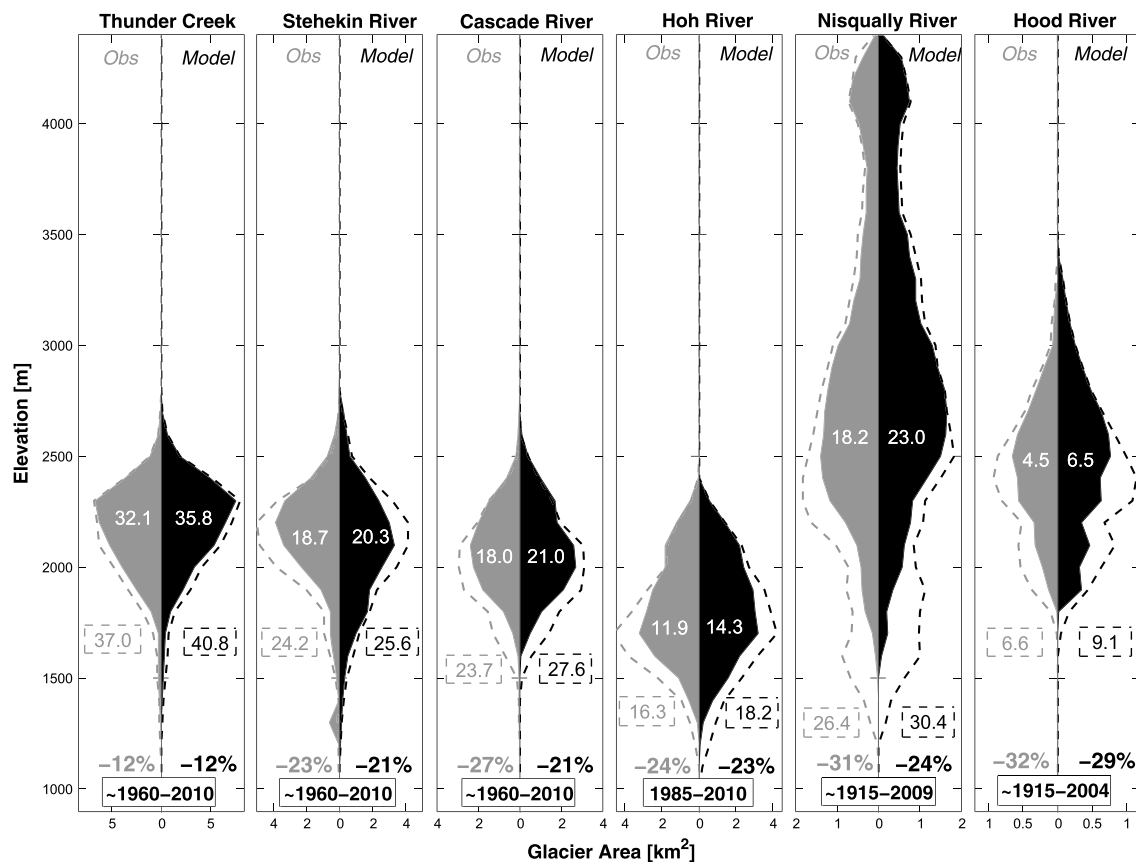 Thunder Creek Stehekin River Cascade River Hoh River Nisqually River Hood River
Obs Model Obs Model Obs Model Obs Model Obs Model Obs Model
4000
3500
3000
2500
2000
1500
1000
Elevation [m]
32.1 35.8 18.7 20.3 18.0 21.0 11.9 14.3 18.2 23.0 4.5 6.5
37.0 40.8 24.2 25.6 23.7 27.6 16.3 18.2 26.4 30.4 6.6 9.1
−12% −12% −23% −21% −27% −21% −24% −23% −31% −24% −32% −29%
~1960−2010 ~1960−2010 ~1960−2010 1985−2010 ~1915−2009 ~1915−2004
5 0 5 4 2 0 2 4 4 2 0 2 4 4 2 0 2 4 2 1 0 1 2 1 0.5 0 0.5 1
Glacier Area [km2]